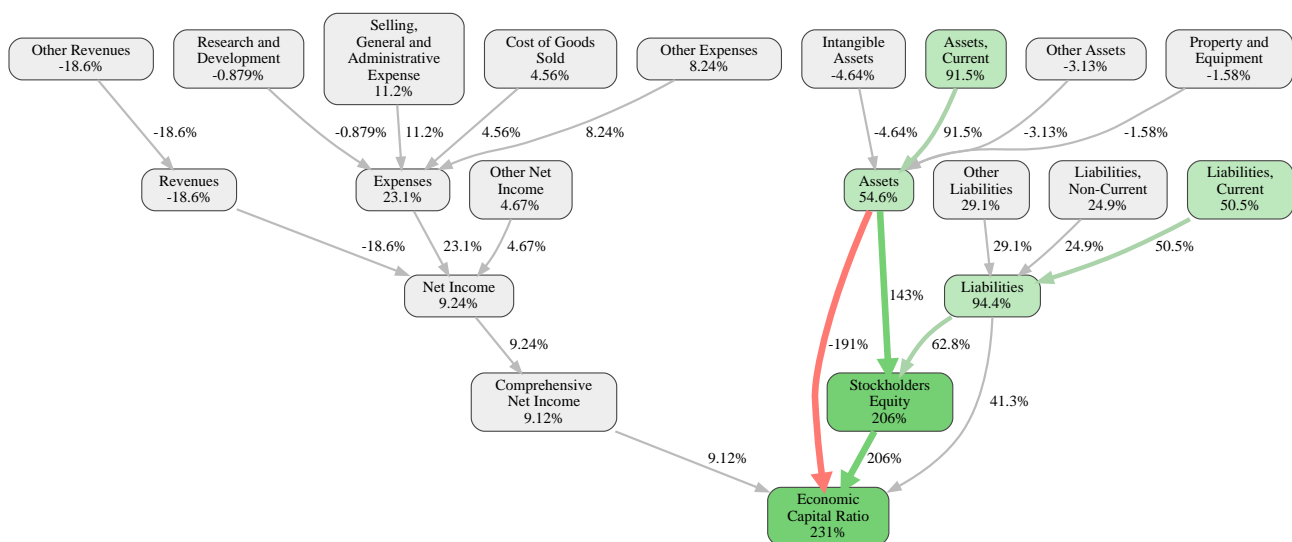 Other Revenues
-18.6%
Research and
Development
-0.879%
Selling,
General and
Administrative
Expense
11.2%
Cost of Goods
Sold
4.56%
Other Expenses
8.24%
Intangible
Assets
-4.64%
Assets,
Current
91.5%
Other Assets
-3.13%
Property and
Equipment
-1.58%
-18.6%
-0.879%
11.2%
4.56%
8.24%
-4.64%
91.5%
-3.13%
-1.58%
Revenues
-18.6%
Expenses
23.1%
Other Net
Income
4.67%
Assets
54.6%
Other
Liabilities
29.1%
Liabilities,
Non-Current
24.9%
Liabilities,
Current
50.5%
-18.6%
23.1%
4.67%
29.1%
24.9%
50.5%
Net Income
9.24%
143%
Liabilities
94.4%
9.24%
-191%
62.8%
Comprehensive
Net Income
9.12%
Stockholders
Equity
206%
41.3%
9.12%
206%
Economic
Capital Ratio
231%